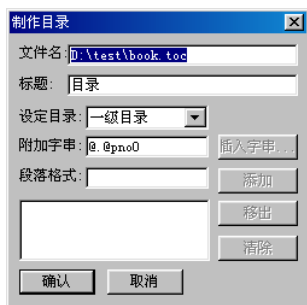 制作目录
文件名: D:\test\book.toc
标题: 目录
设定目录: 一级目录
附加字串: @.@pno()
段落格式:
插入字串...
添加
移出
清除
确认 取消